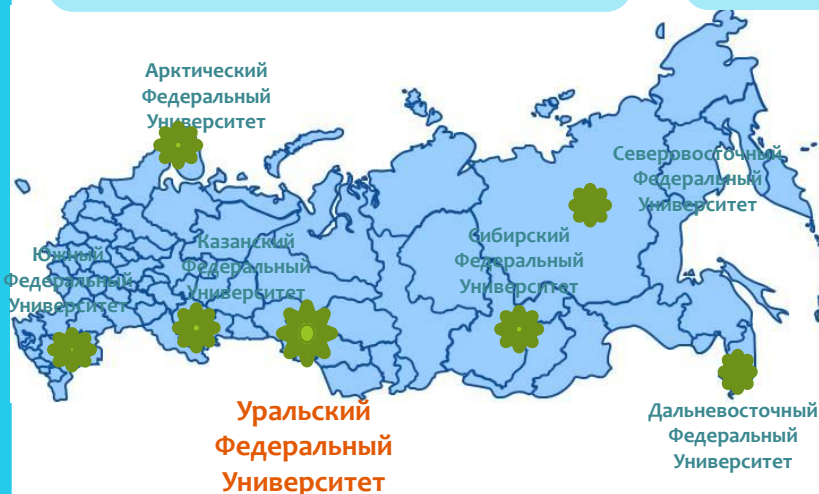 Арктический
Федеральный
Университет
Северовосточный
Федеральный
Университет
Южный
Федеральный
Университет
Казанский
Федеральный
Университет
Сибирский
Федеральный
Университет
Уральский
Федеральный
Университет
Дальневосточный
Федеральный
Университет